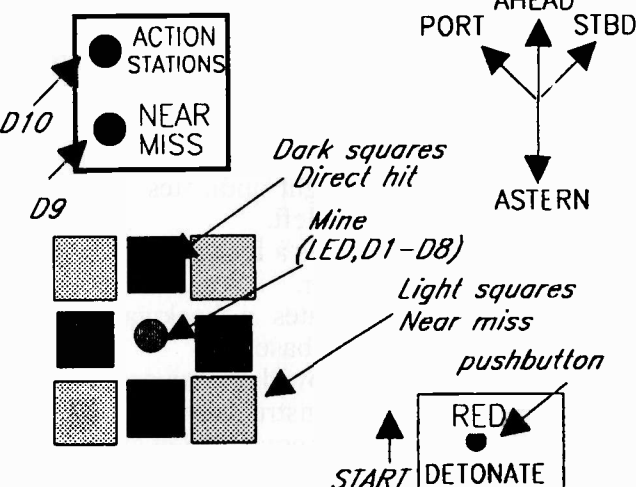 AHEAD
PORT STBD
ACTION
STATIONS
D10
NEAR
MISS
D9
Dark squares
Direct hit
ASTERN
Mine
(LED,D1-D8)
Light squares
Near miss
pushbutton
RED
START
DETONATE